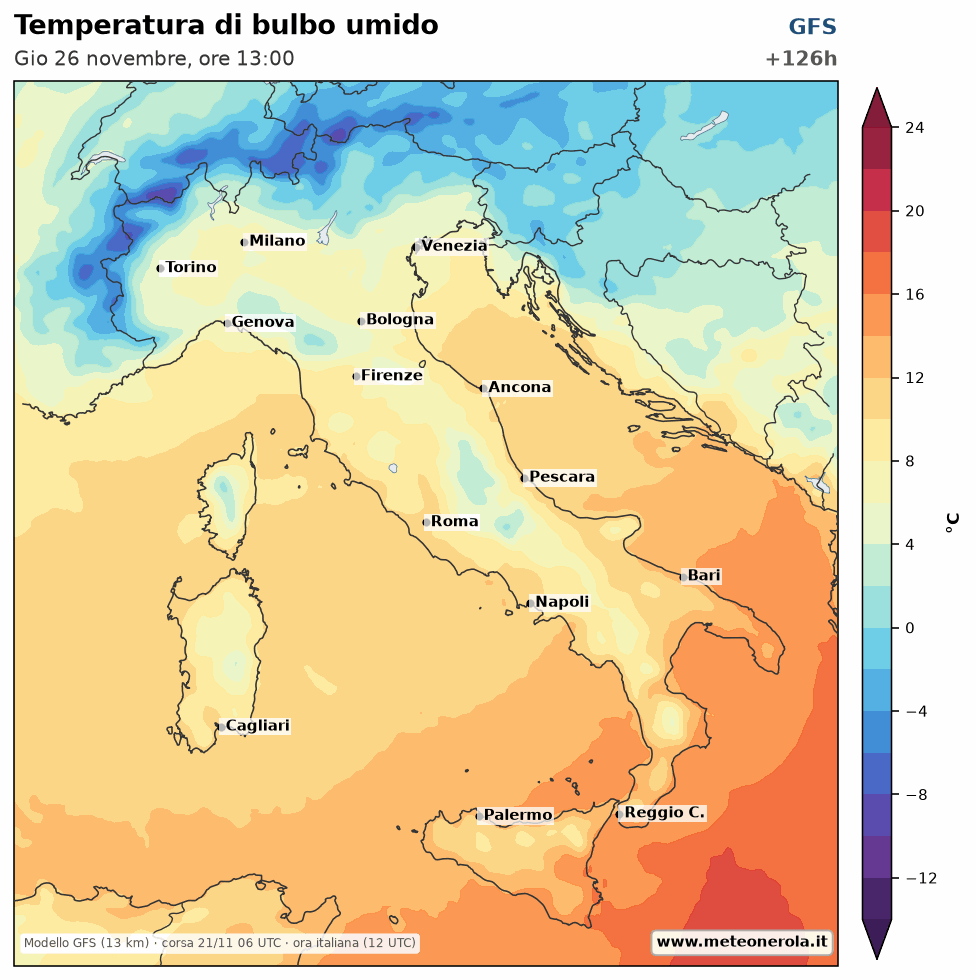 Temperatura di bulbo umido
GFS
Gio 26 novembre, ore 13:00
+126h
24
20
16
12
8
4
0
−4
−8
−12
°C
Milano
Venezia
Torino
Genova
Bologna
Firenze
Ancona
Pescara
Roma
Bari
Napoli
Cagliari
Palermo
Reggio C.
Modello GFS (13 km) · corsa 21/11 06 UTC · ora italiana (12 UTC)
www.meteonerola.it